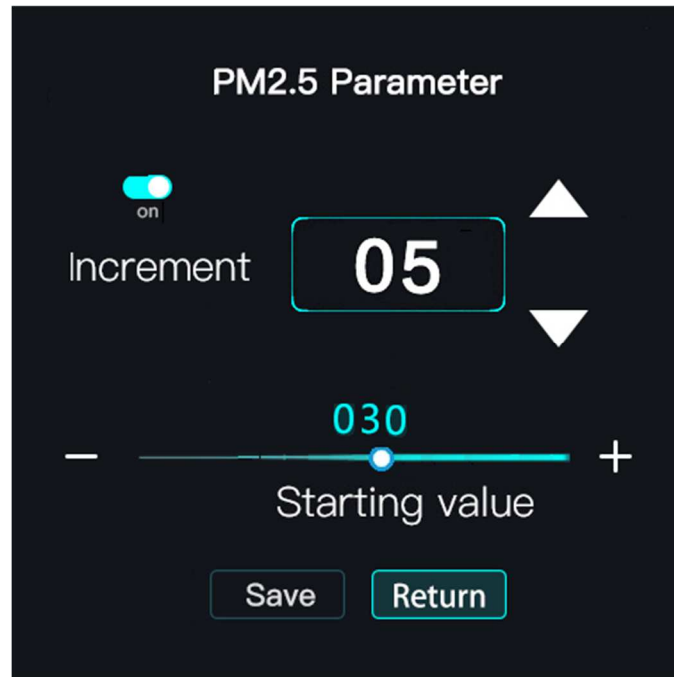 PM2.5 Parameter
on
Increment
05
030
Starting value
Save
Return